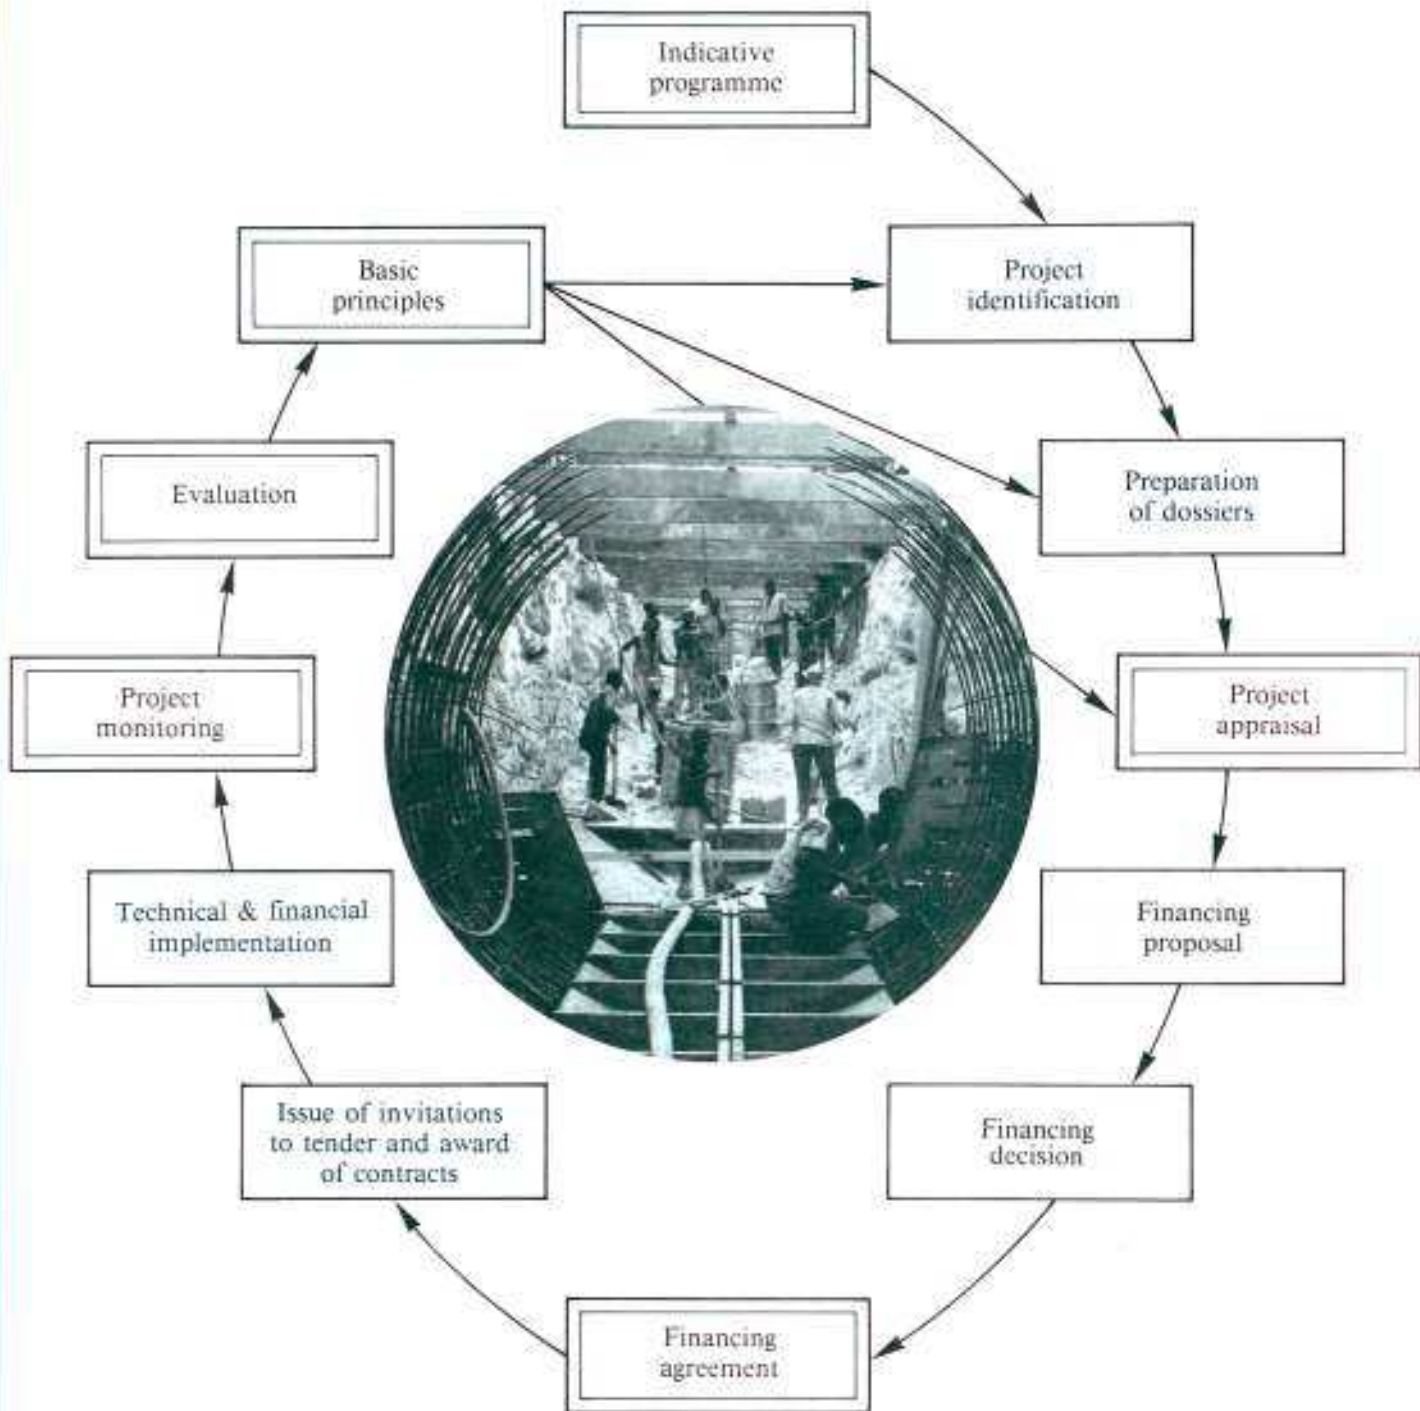 Indicative
programme
Basic
principles
Project
identification
Evaluation
Preparation
of dossiers
Project
monitoring
Project
appraisal
Technical & financial
implementation
Financing
proposal
Issue of invitations
to tender and award
of contracts
Financing
decision
Financing
agreement